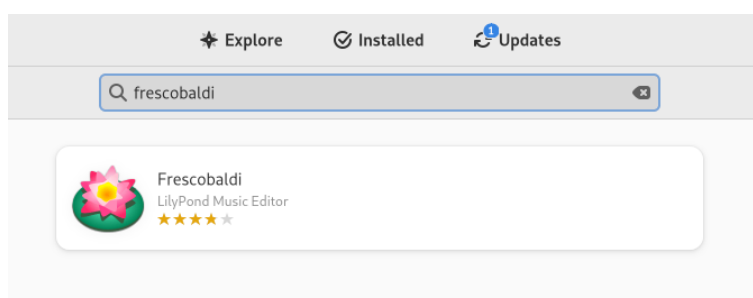 Explore
Installed
1
Updates
frescobaldi
Frescobaldi
LilyPond Music Editor